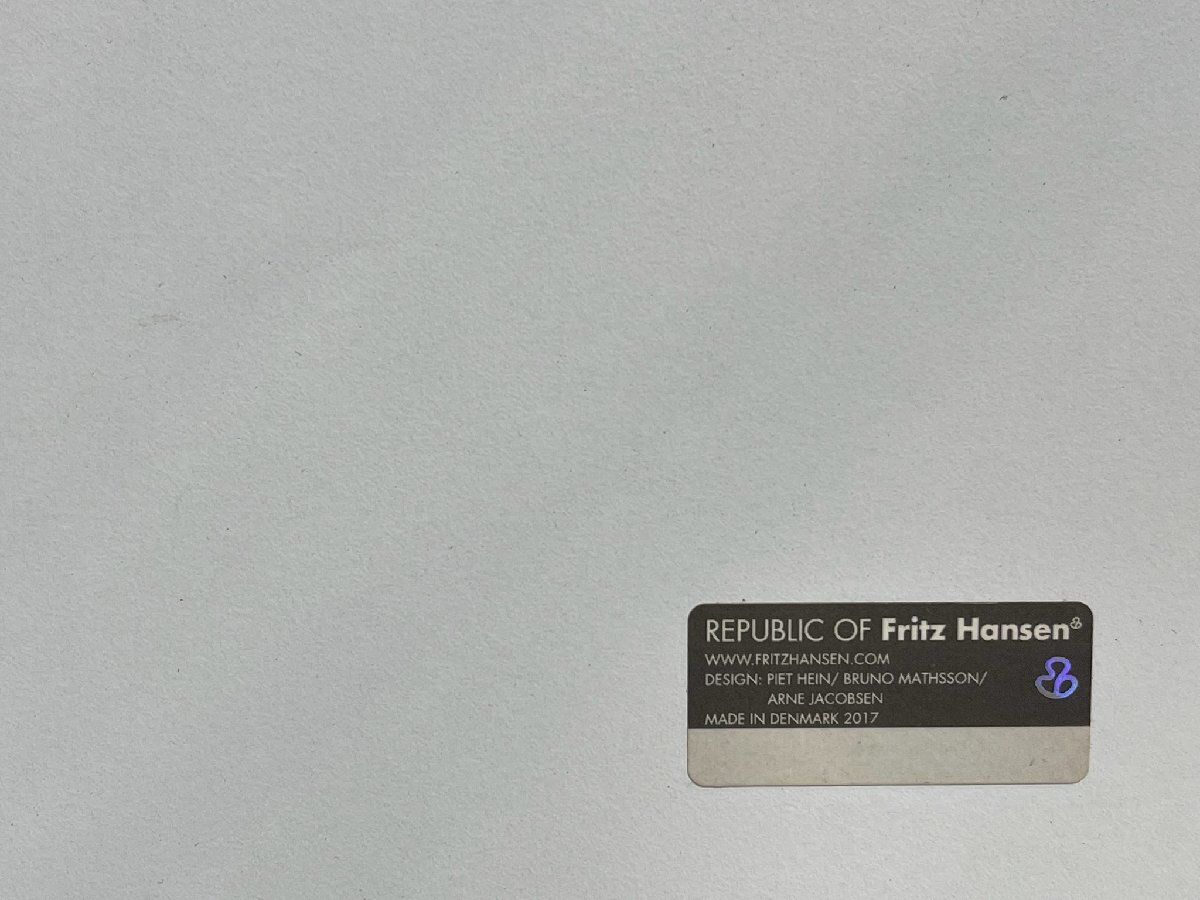 REPUBLIC OF Fritz Hansen
WWW.FRITZHANSEN.COM
DESIGN: PIET HEIN/ BRUNO MATHSSON/
ARNE JACOBSEN
MADE IN DENMARK 2017